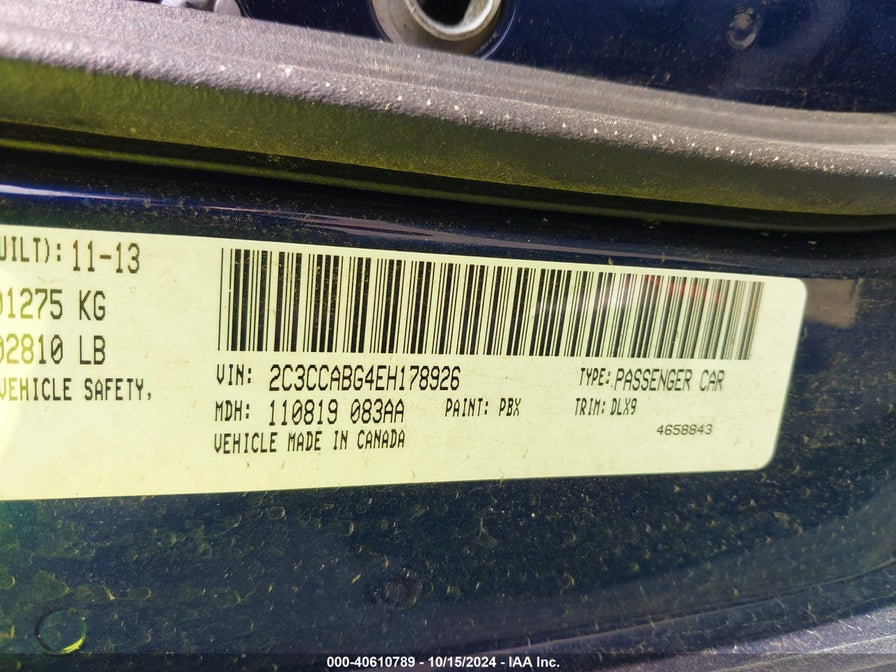 UILT): 11-13
01275 KG
02810 LB
VEHICLE SAFETY,
VIN: 2C3CCABG4EH178926 TYPE: PASSENGER CAR
MDH: 110819 083AA PAINT: PBX TRIM: DLX9
VEHICLE MADE IN CANADA 4658843
000-40610789 - 10/15/2024 - IAA Inc.